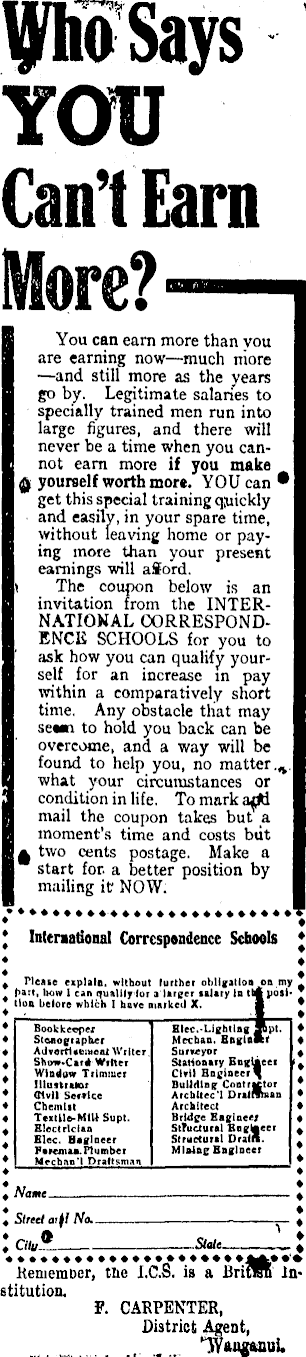 Who Says
YOU
Can't Earn
More?
You can earn more than you
are earning now—much more
—and still more as the years
go by. Legitimate salaries to
specially trained men run into
large figures, and there will
never be a time when you can-
not earn more if you make
yourself worth more. YOU can
get this special training quickly
and easily, in your spare time,
without leaving home or pay-
ing more than your present
earnings will afford.
The coupon below is an
invitation from the INTER-
NATIONAL CORRESPOND-
ENCE SCHOOLS for you to
ask how you can qualify your-
self for an increase in pay
within a comparatively short
time. Any obstacle that may
seem to hold you back can be
overcome, and a way will be
found to help you, no matter
what your circumstances or
condition in life. To mark and
mail the coupon takes but a
moment's time and costs but
two cents postage. Make a
start for a better position by
mailing it NOW.
International Correspondence Schools
Please explain, without further obligation on my
part, how I can qualify for a larger salary in the posi-
tion before which I have marked X.
Bookkeeper
Stenographer
Advertisement Writer
Show-Card Writer
Window Trimmer
Illustrator
Civil Service
Chemist
Textile-Mill Supt.
Electrician
Elec. Engineer
Foreman Plumber
Mechan'l Draftsman
Elec.-Lighting Supt.
Mechan. Engineer
Surveyor
Stationary Engineer
Civil Engineer
Building Contractor
Architec'l Draftsman
Architect
Bridge Engineer
Structural Engineer
Structural Drafts.
Mining Engineer
Name
Street and No.
City State
Remember, the I.C.S. is a British In-
stitution.
F. CARPENTER,
District Agent,
Wanganui.